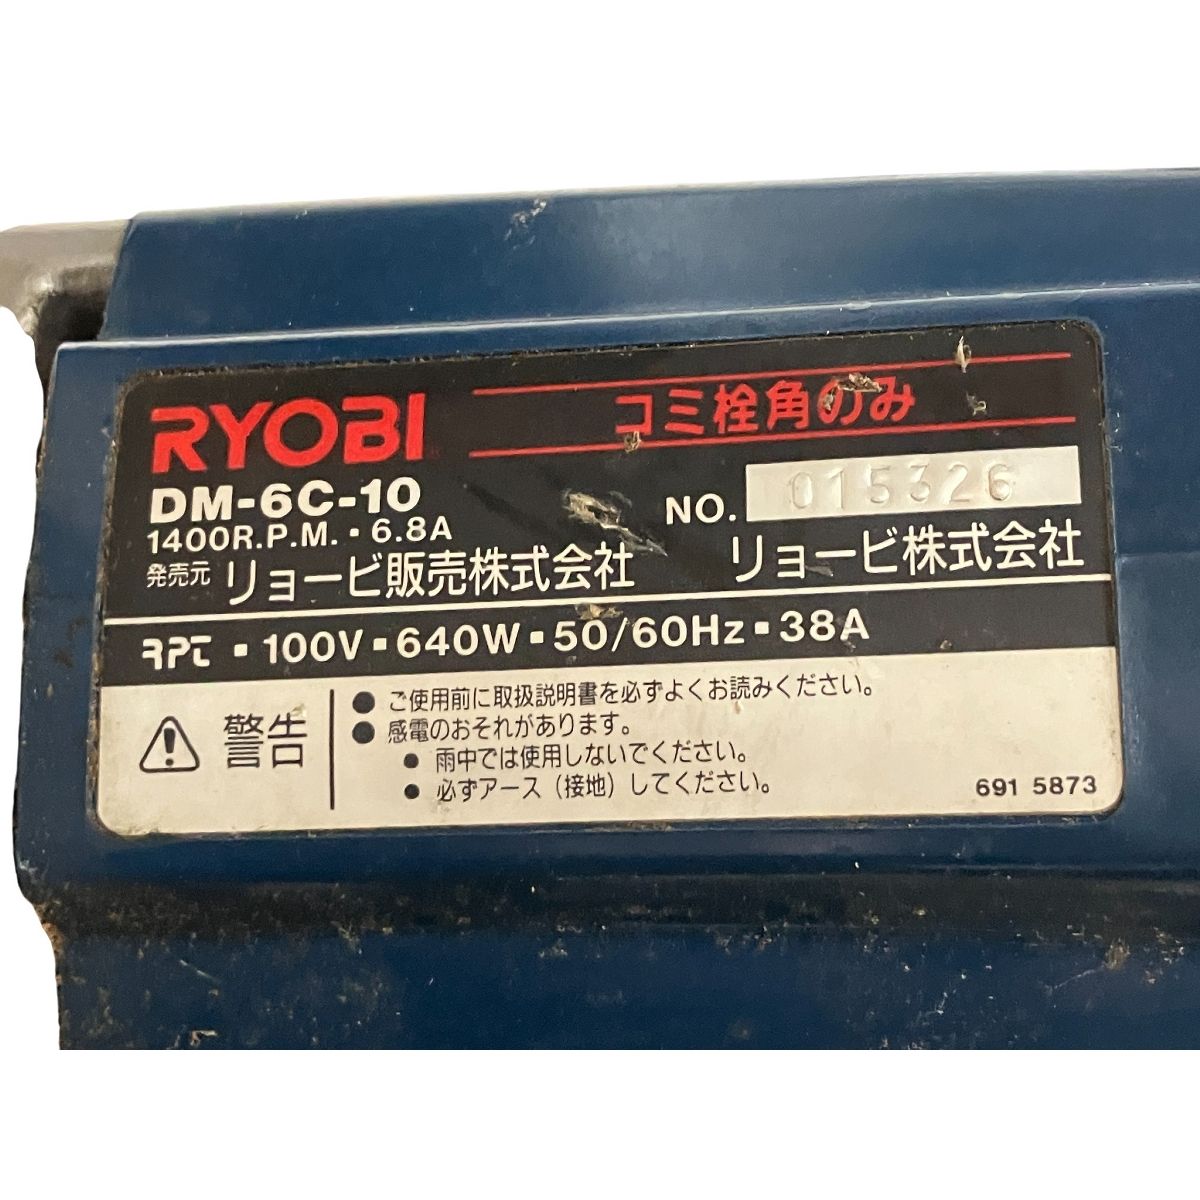 RYOBI コミ栓角のみ
DM-6C-10
NO. 015326
1400R.P.M.・6.8A
発売元 リョービ販売株式会社 リョービ株式会社
・100V・640W・50/60Hz・38A
警告
● ご使用前に取扱説明書を必ずよくお読みください。
● 感電のおそれがあります。
● 雨中では使用しないでください。
● 必ずアース（接地）してください。
691 5873